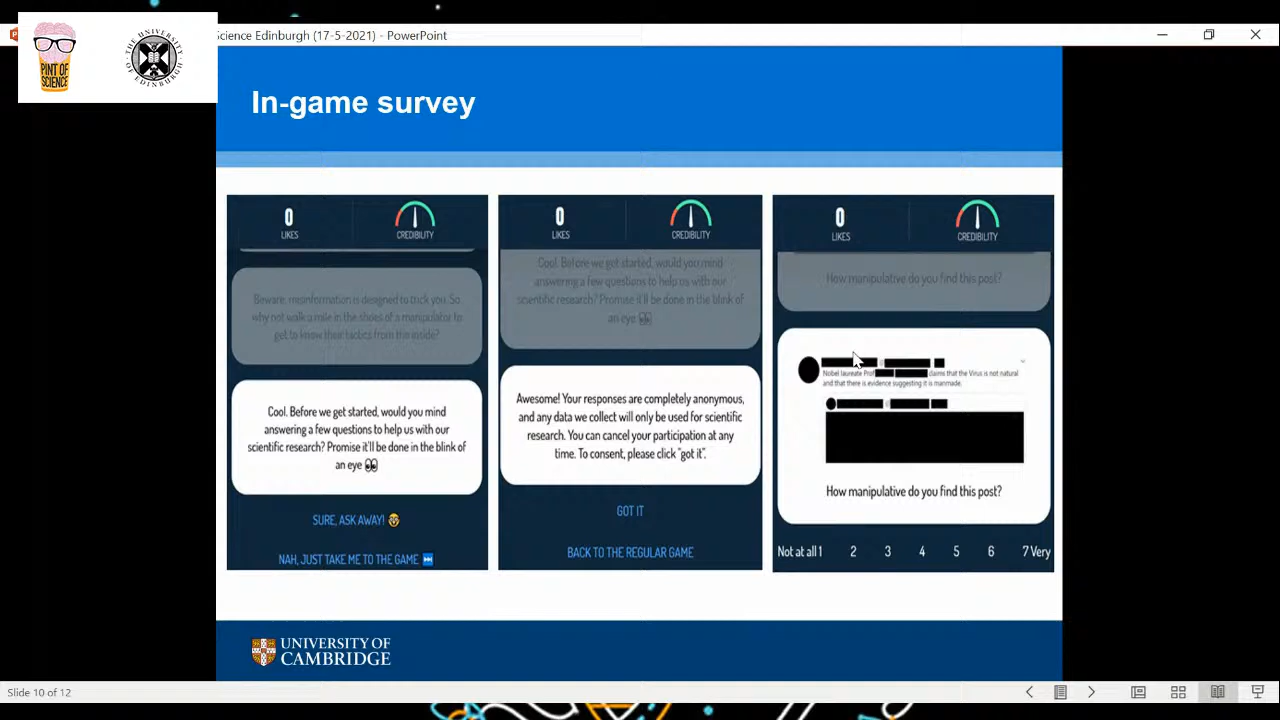 Science Edinburgh (17-5-2021) - PowerPoint
PINT OF
SCIENCE
THE UNIVERSITY OF EDINBURGH
In-game survey
0
LIKES
CREDIBILITY
Beware, misinformation is designed to trick you. So
why not walk a mile in the shoes of a manipulator to
get to know their tactics from the inside?
Cool. Before we get started, would you mind
answering a few questions to help us with our
scientific research? Promise it'll be done in the blink of
an eye 👀
SURE, ASK AWAY! 🤓
NAH, JUST TAKE ME TO THE GAME ⏭
0
LIKES
CREDIBILITY
Cool. Before we get started, would you mind
answering a few questions to help us with our
scientific research? Promise it'll be done in the blink of
an eye 👀
Awesome! Your responses are completely anonymous,
and any data we collect will only be used for scientific
research. You can cancel your participation at any
time. To consent, please click "got it".
GOT IT
BACK TO THE REGULAR GAME
0
LIKES
CREDIBILITY
How manipulative do you find this post?
Nobel laureate Prof claims that the Virus is not natural
and that there is evidence suggesting it is manmade.
How manipulative do you find this post?
Not at all 1 2 3 4 5 6 7 Very
UNIVERSITY OF
CAMBRIDGE
Slide 10 of 12